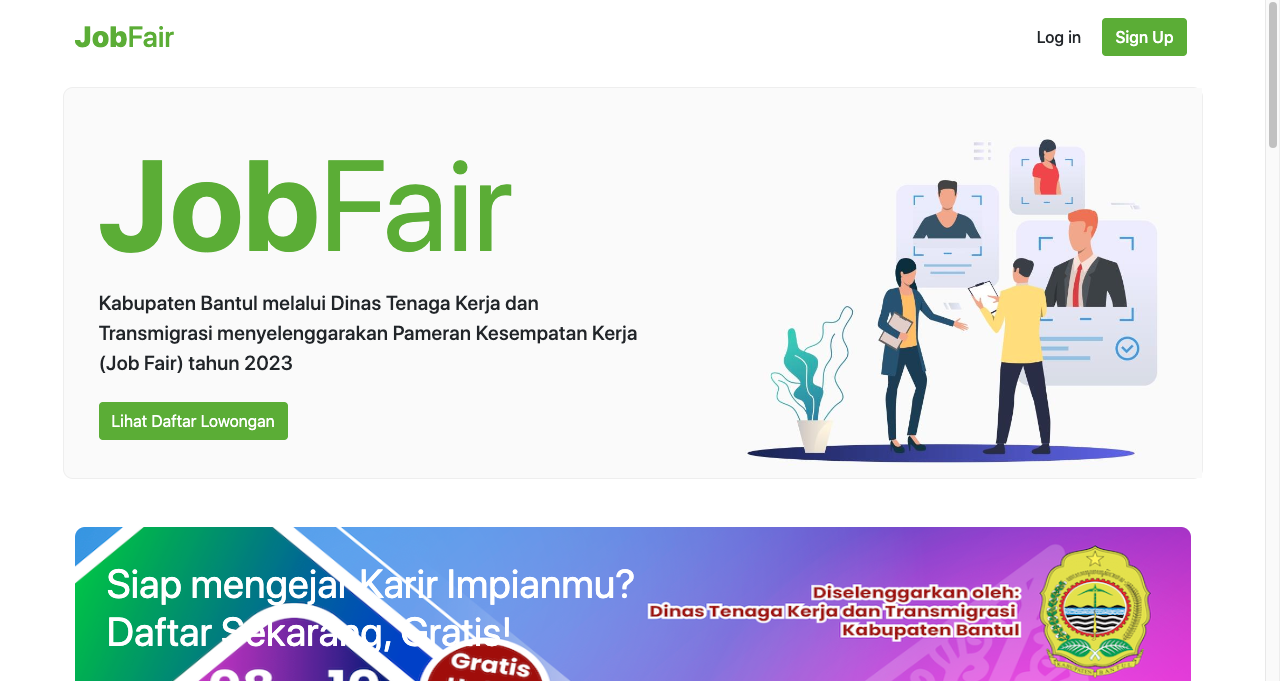 JobFair
Log in
Sign Up
JobFair
Kabupaten Bantul melalui Dinas Tenaga Kerja dan
Transmigrasi menyelenggarakan Pameran Kesempatan Kerja
(Job Fair) tahun 2023
Lihat Daftar Lowongan
Siap mengejar Karir Impianmu?
Daftar Sekarang, Gratis!
Diselenggarkan oleh:
Dinas Tenaga Kerja dan Transmigrasi
Kabupaten Bantul
Gratis